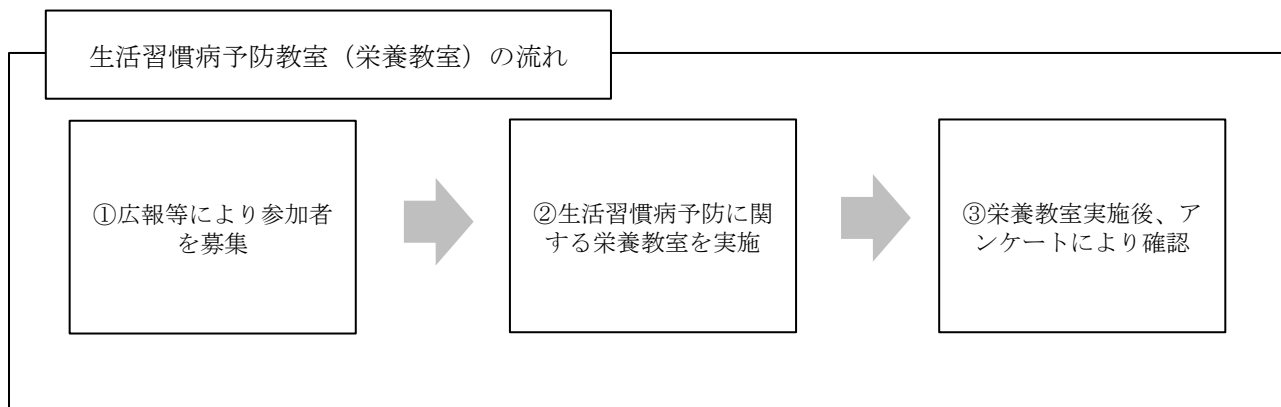 生活習慣病予防教室（栄養教室）の流れ
①広報等により参加者
を募集
②生活習慣病予防に関
する栄養教室を実施
③栄養教室実施後、ア
ンケートにより確認